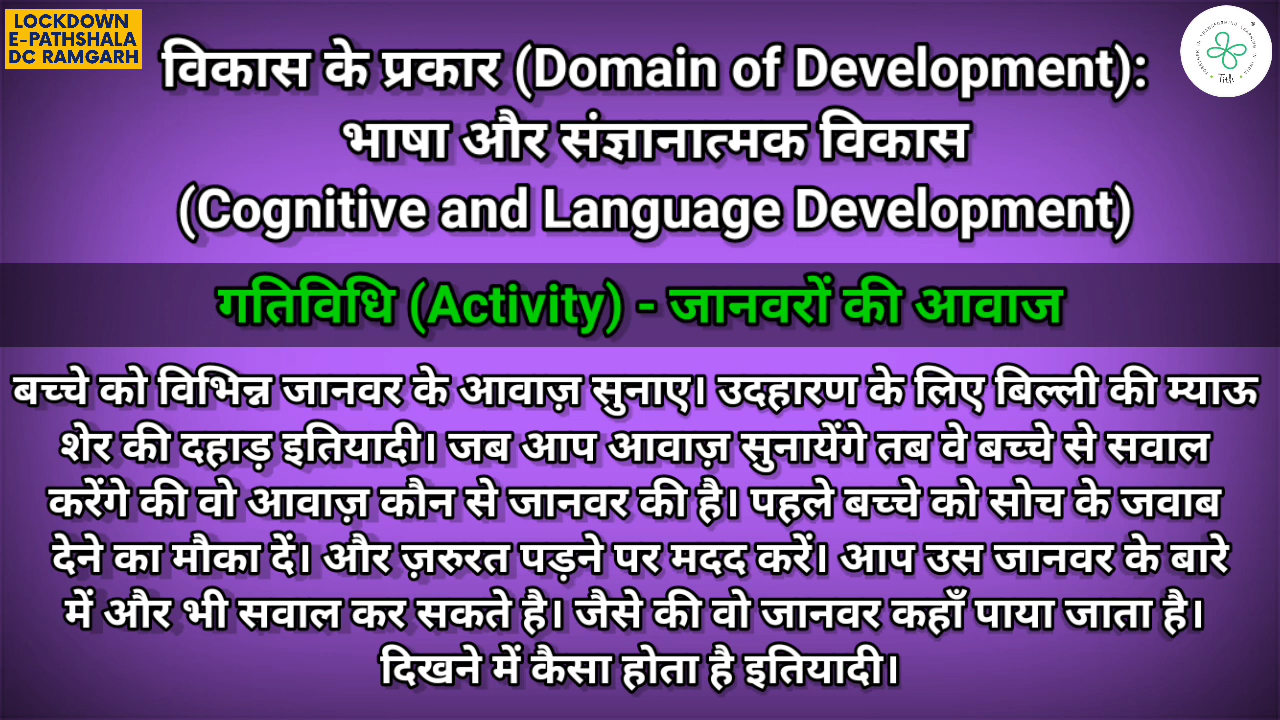 LOCKDOWN
E-PATHSHALA
DC RAMGARH
विकास के प्रकार (Domain of Development):
भाषा और संज्ञानात्मक विकास
(Cognitive and Language Development)
गतिविधि (Activity) - जानवरों की आवाज
बच्चे को विभिन्न जानवर के आवाज़ सुनाए। उदहारण के लिए बिल्ली की म्याऊ
शेर की दहाड़ इतियादी। जब आप आवाज़ सुनायेंगे तब वे बच्चे से सवाल
करेंगे की वो आवाज़ कौन से जानवर की है। पहले बच्चे को सोच के जवाब
देने का मौका दें। और ज़रुरत पड़ने पर मदद करें। आप उस जानवर के बारे
में और भी सवाल कर सकते है। जैसे की वो जानवर कहाँ पाया जाता है।
दिखने में कैसा होता है इतियादी।